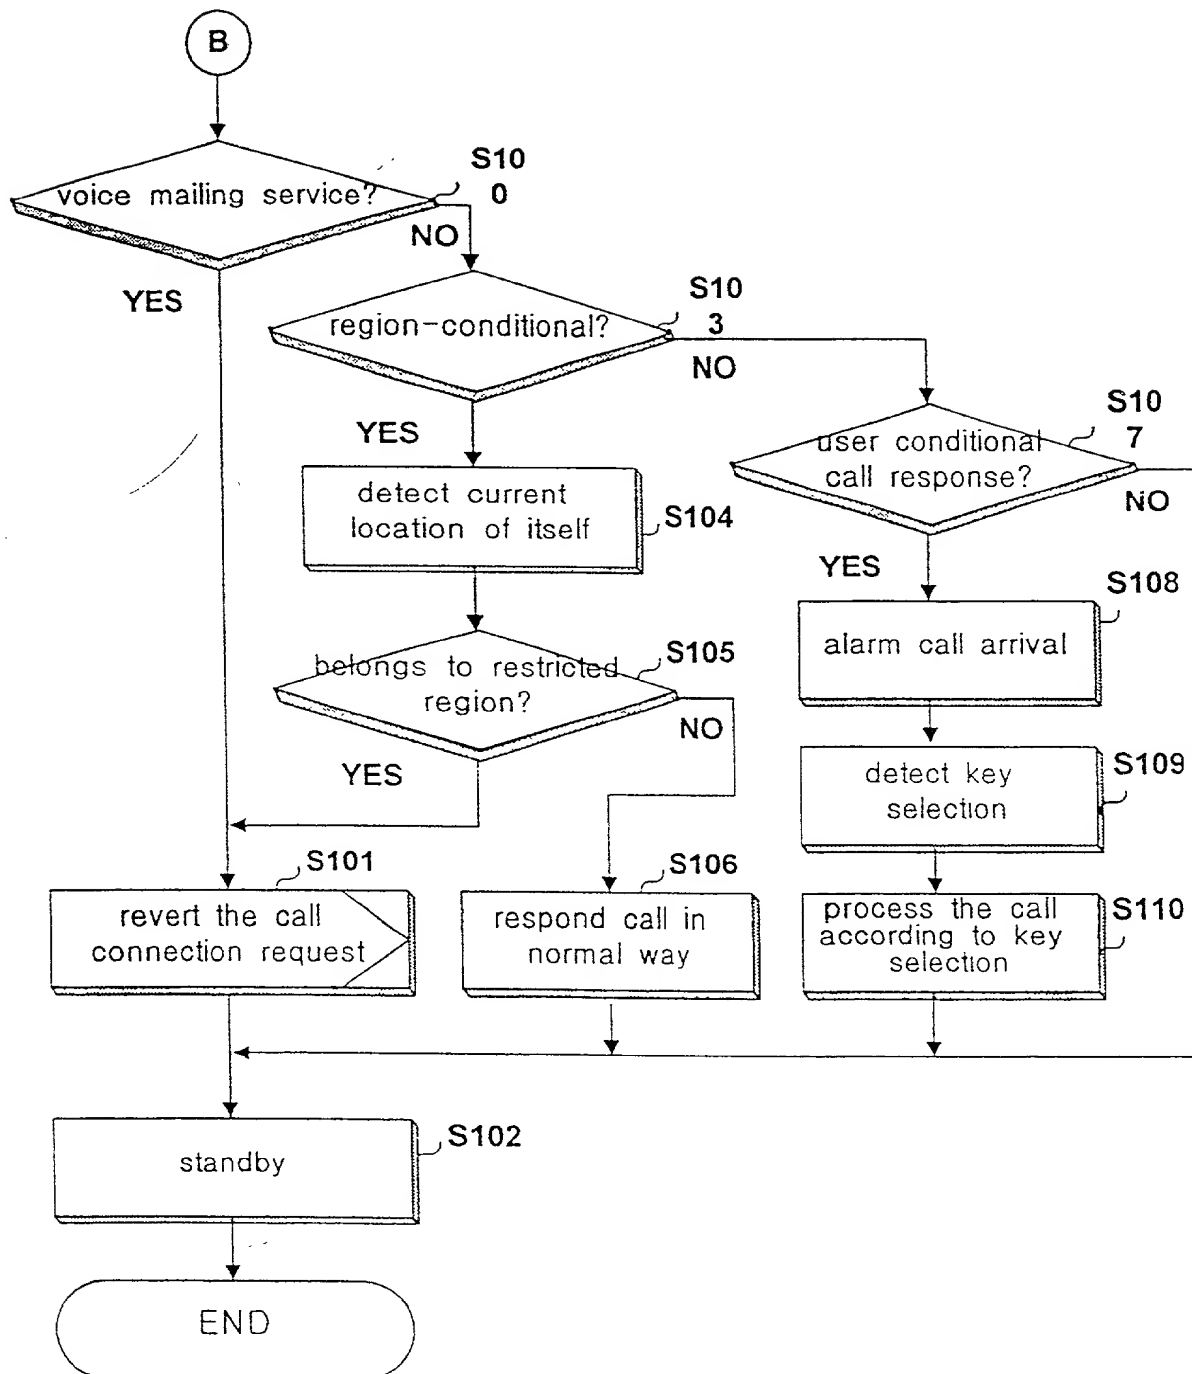 B
voice mailing service?
S10
0
NO
YES
region-conditional?
S10
3
NO
YES
user conditional
call response?
S10
7
NO
YES
detect current
location of itself
S104
alarm call arrival
S108
belongs to restricted
region?
S105
NO
YES
detect key
selection
S109
revert the call
connection request
S101
respond call in
normal way
S106
process the call
according to key
selection
S110
standby
S102
END